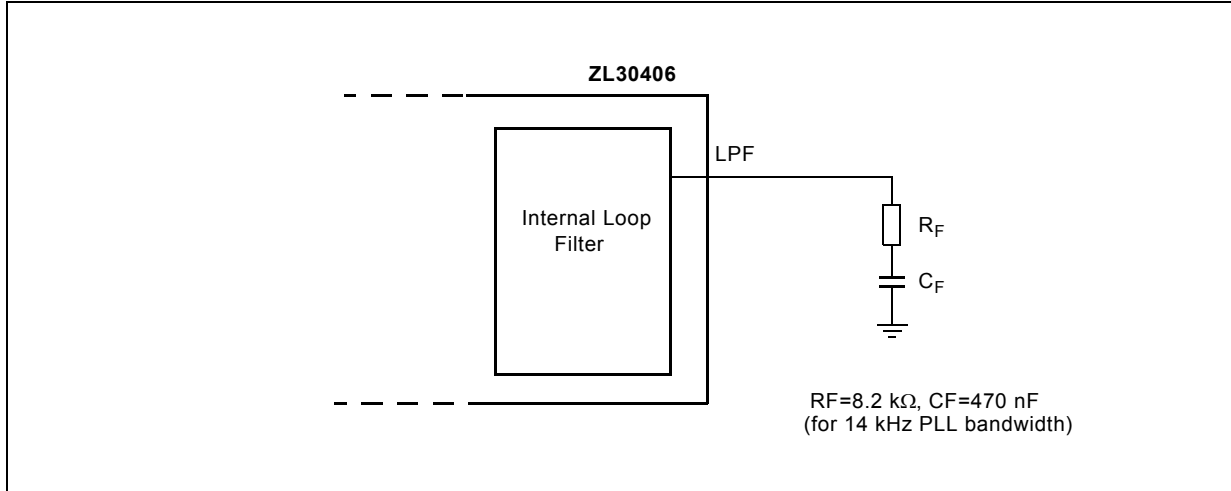 ZL30406
LPF
Internal Loop
Filter
RF
CF
RF=8.2 kΩ, CF=470 nF
(for 14 kHz PLL bandwidth)